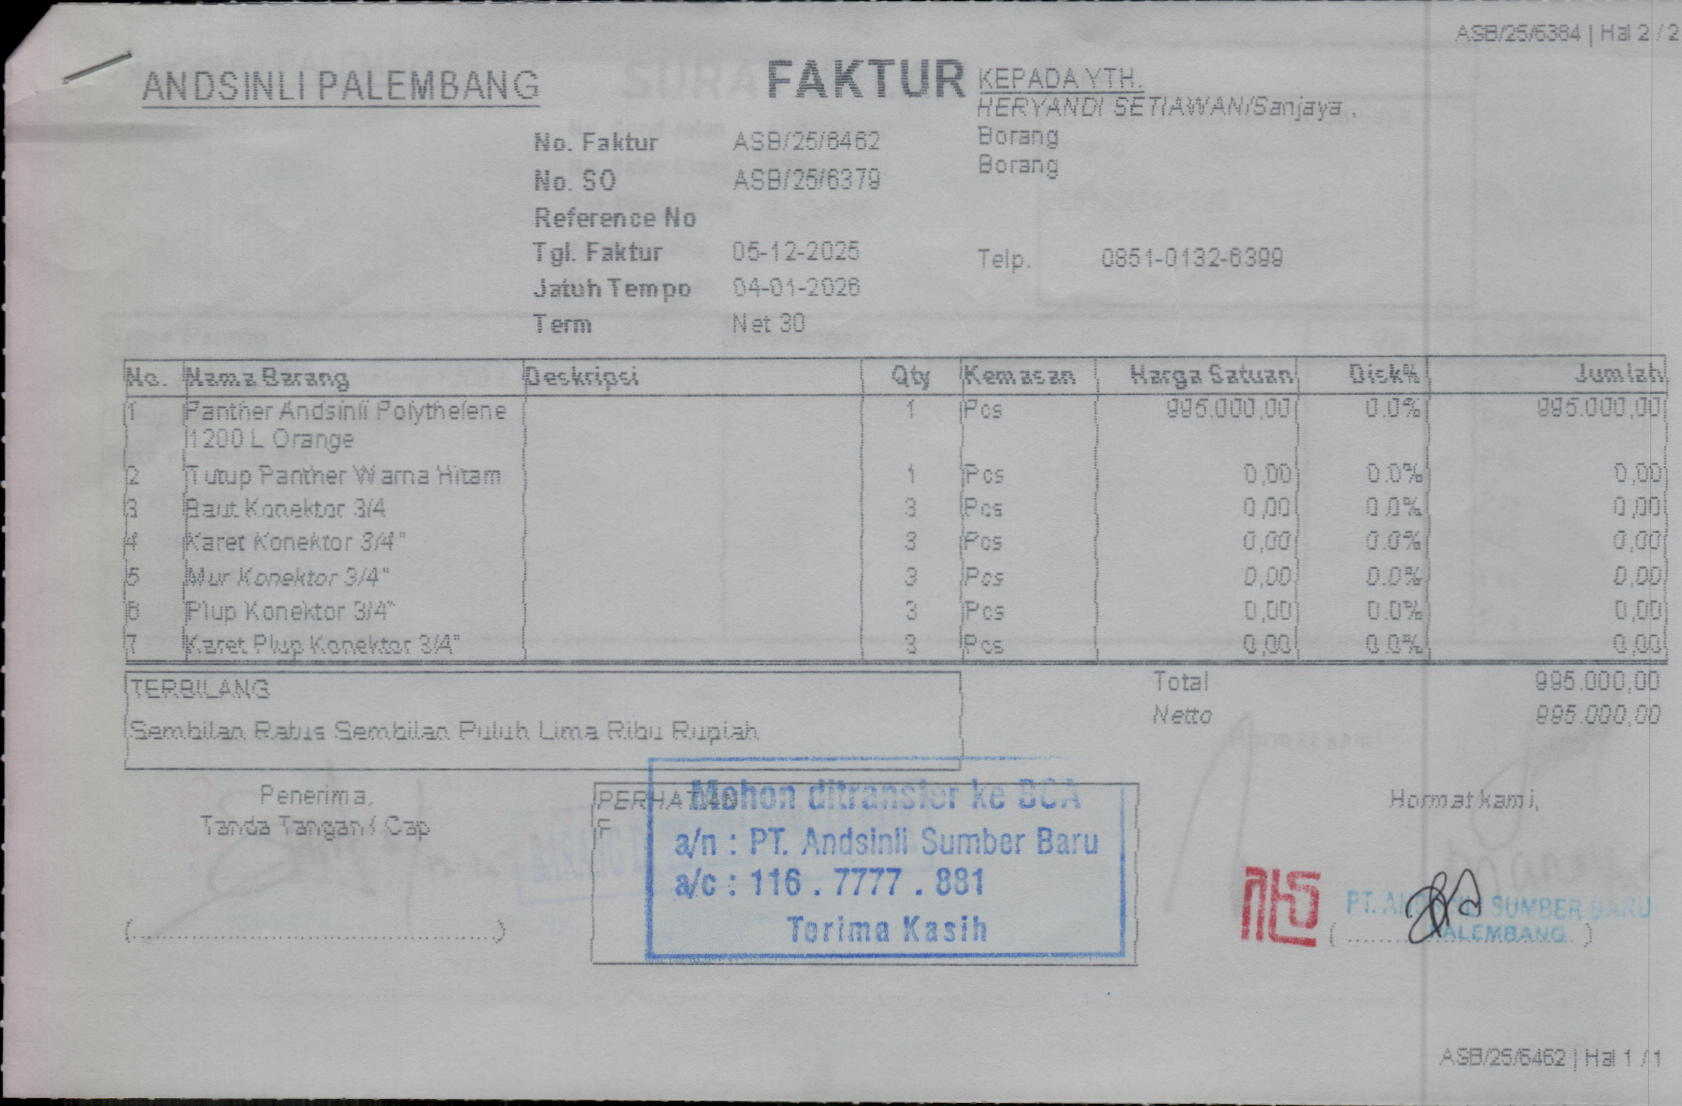 ASB/25/6384 | Hal 2 / 2
ANDSINLI PALEMBANG
FAKTUR
KEPADA YTH.
HERYANDI SETIAWAN/Sanjaya ,
Borang
Borang
No. Faktur ASB/25/6462
No. SO ASB/25/6379
Reference No
Tgl. Faktur 05-12-2025
Telp. 0851-0132-6399
Jatuh Tempo 04-01-2026
Term Net 30
No. Nama Barang Deskripsi Qty Kemasan Harga Satuan Disk% Jumlah
1 Panther Andsinli Polythelene 1 Pcs 995.000,00 0.0% 995.000,00
1200 L Orange
2 Tutup Panther Warna Hitam 1 Pcs 0,00 0.0% 0,00
3 Baut Konektor 3/4 3 Pcs 0,00 0.0% 0,00
4 Karet Konektor 3/4" 3 Pcs 0,00 0.0% 0,00
5 Mur Konektor 3/4" 3 Pcs 0,00 0.0% 0,00
6 Plup Konektor 3/4" 3 Pcs 0,00 0.0% 0,00
7 Karet Plup Konektor 3/4" 3 Pcs 0,00 0.0% 0,00
TERBILANG
Sembilan Ratus Sembilan Puluh Lima Ribu Rupiah
Total 995.000,00
Netto 995.000,00
Penerima,
Tanda Tangan / Cap
(...............................................)
PERHATIAN
F
Mohon ditransfer ke BCA
a/n : PT. Andsinli Sumber Baru
a/c : 116 . 7777 . 881
Terima Kasih
Hormat kami,
PT. ANDSINLI SUMBER BARU
PALEMBANG
ASB/25/6462 | Hal 1 / 1